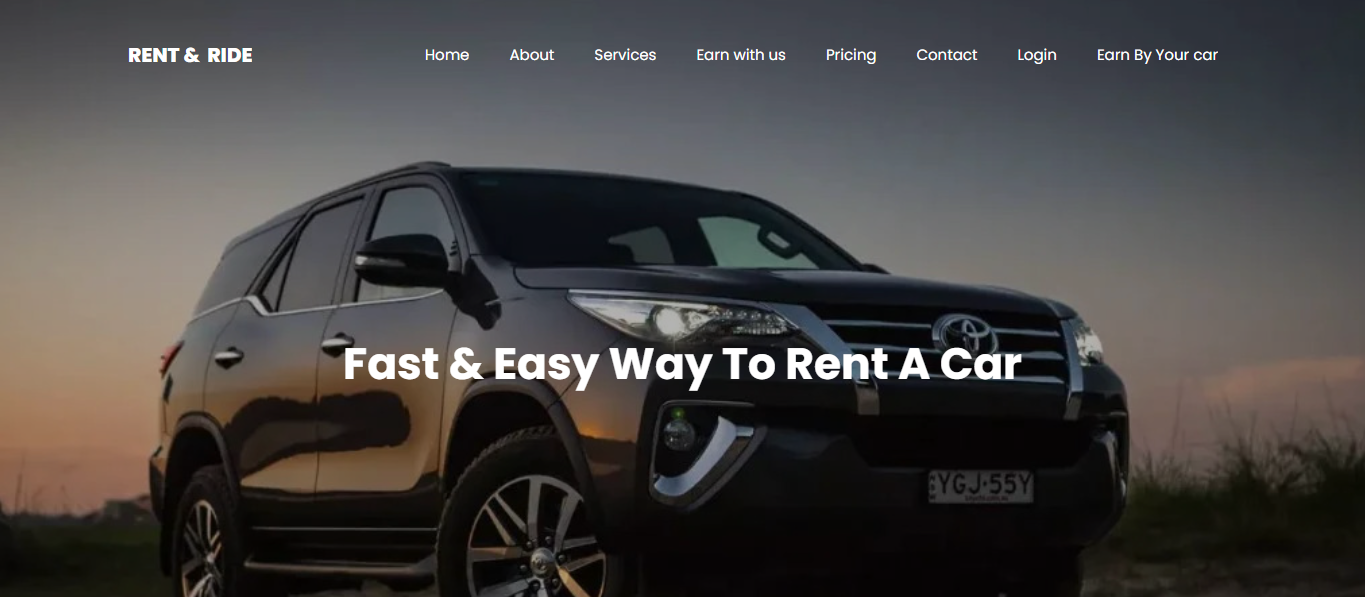 RENT & RIDE
Home About Services Earn with us Pricing Contact Login Earn By Your car
Fast & Easy Way To Rent A Car
YGJ·55Y